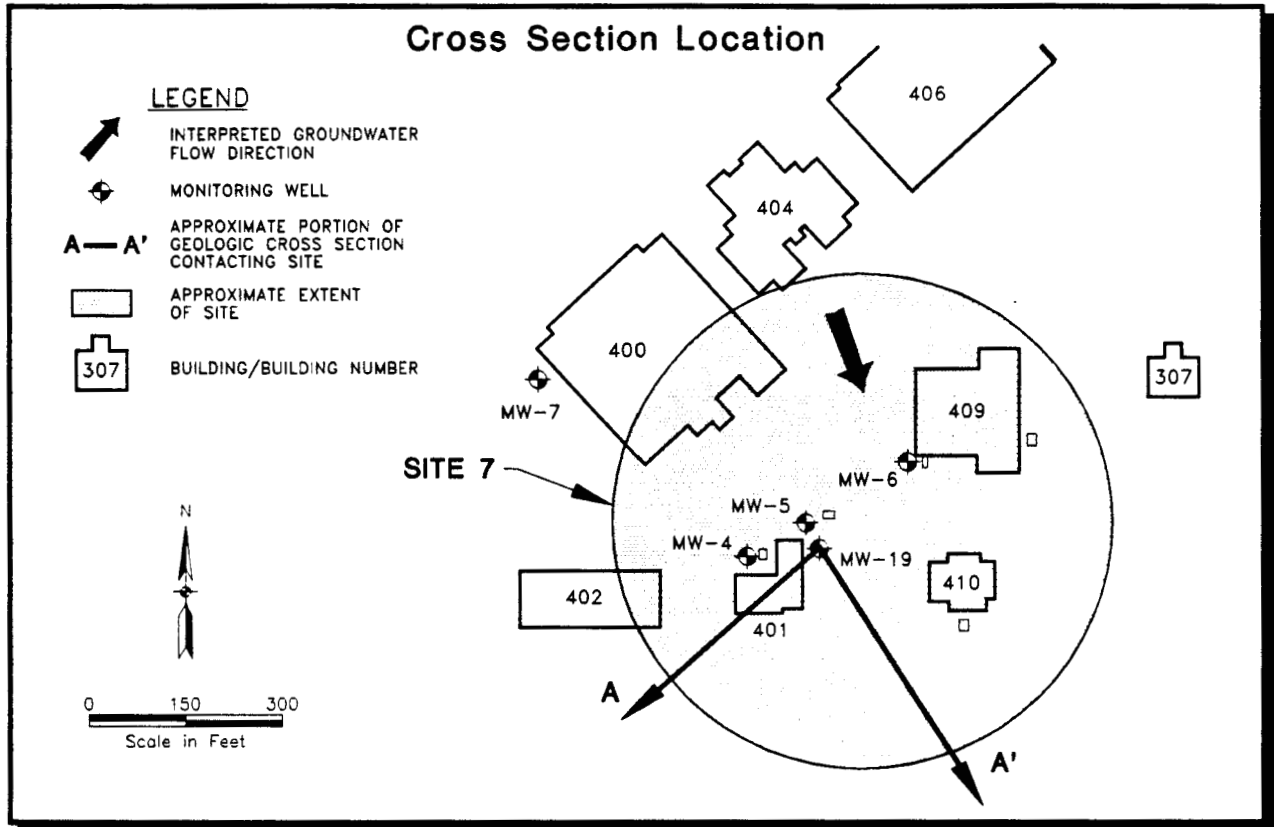 Cross Section Location
LEGEND
INTERPRETED GROUNDWATER
FLOW DIRECTION
MONITORING WELL
A — A'
APPROXIMATE PORTION OF
GEOLOGIC CROSS SECTION
CONTACTING SITE
APPROXIMATE EXTENT
OF SITE
307
BUILDING/BUILDING NUMBER
406
404
400
MW-7
307
409
SITE 7
MW-6
MW-5
MW-4
MW-19
410
402
401
A
A'
N
0 150 300
Scale in Feet